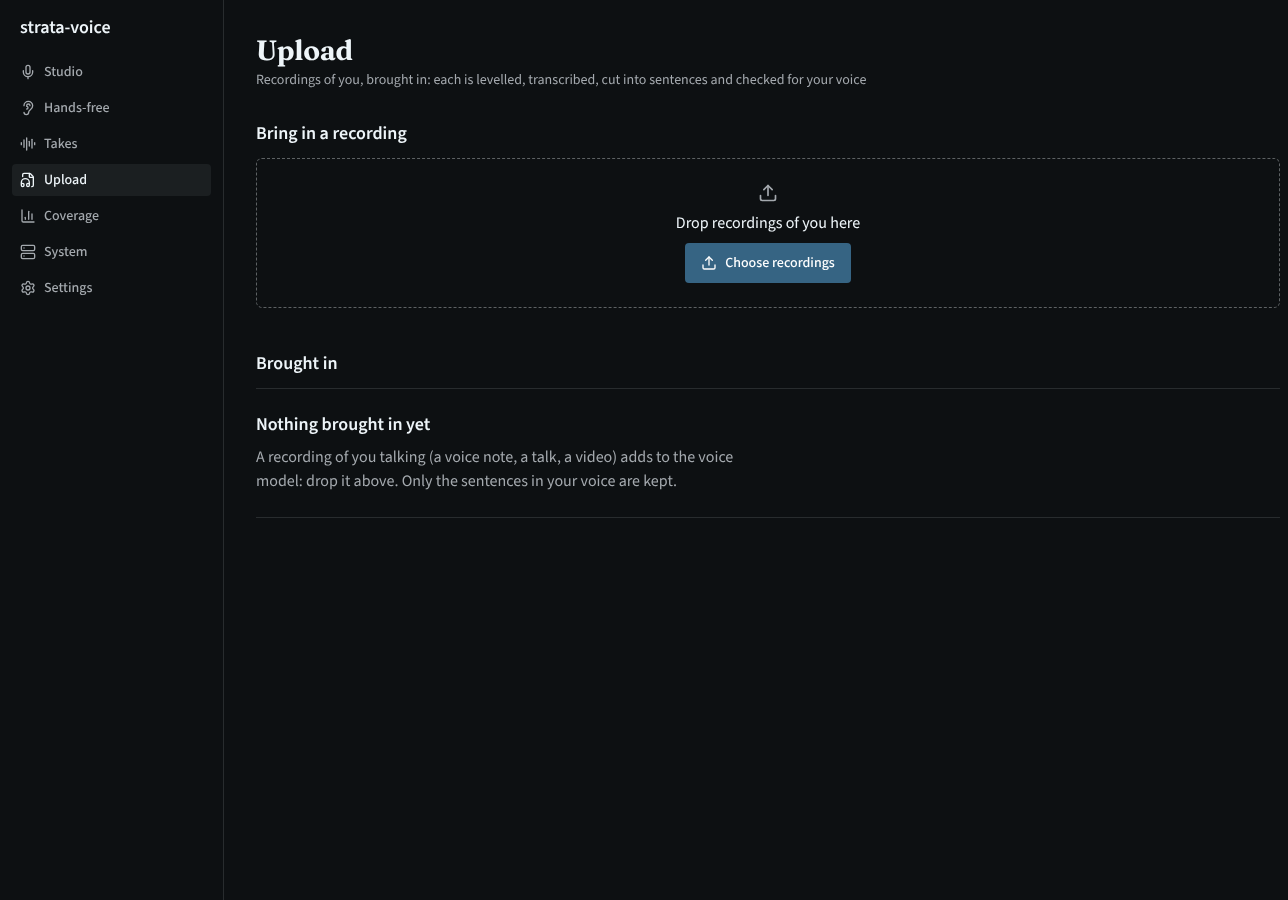 strata-voice
Studio
Hands-free
Takes
Upload
Coverage
System
Settings
Upload
Recordings of you, brought in: each is levelled, transcribed, cut into sentences and checked for your voice
Bring in a recording
Drop recordings of you here
Choose recordings
Brought in
Nothing brought in yet
A recording of you talking (a voice note, a talk, a video) adds to the voice
model: drop it above. Only the sentences in your voice are kept.